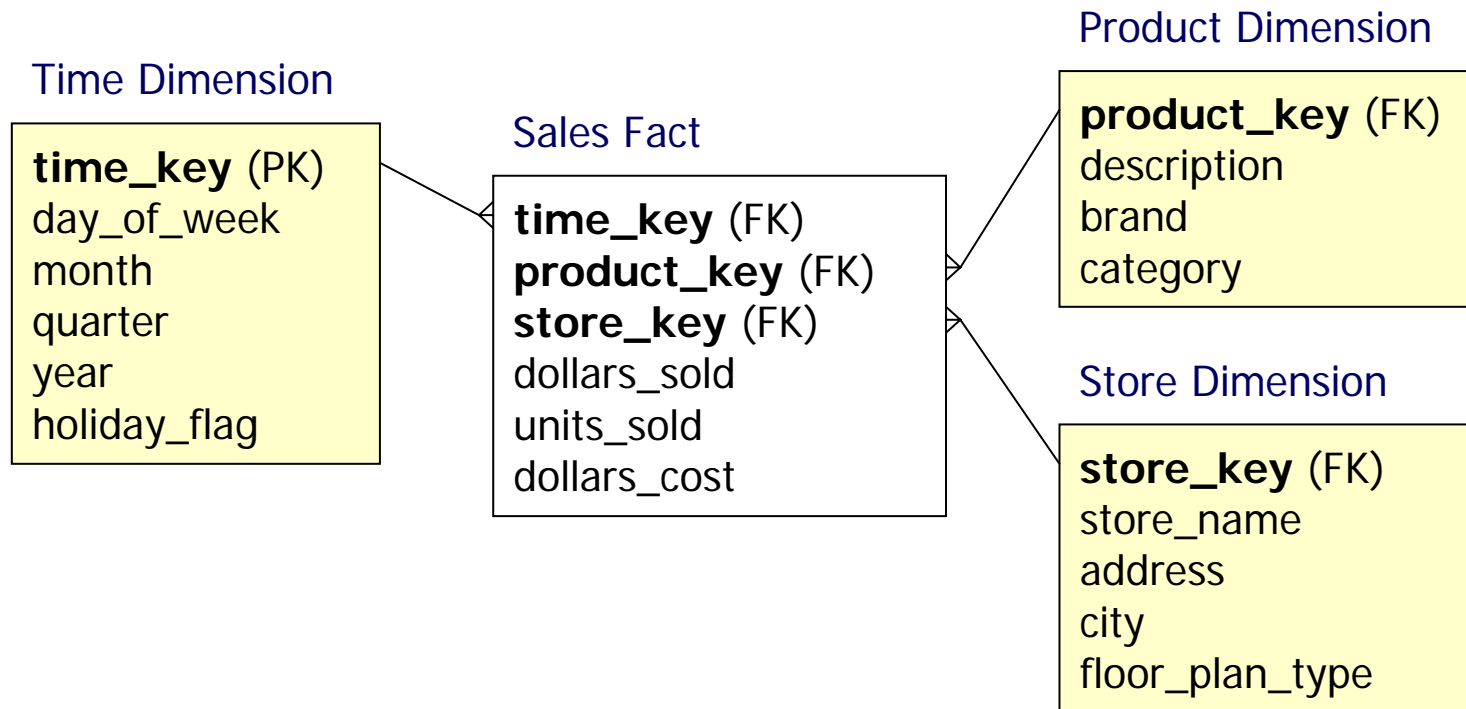 Time Dimension
time_key (PK)
day_of_week
month
quarter
year
holiday_flag
Sales Fact
time_key (FK)
product_key (FK)
store_key (FK)
dollars_sold
units_sold
dollars_cost
Product Dimension
product_key (FK)
description
brand
category
Store Dimension
store_key (FK)
store_name
address
city
floor_plan_type